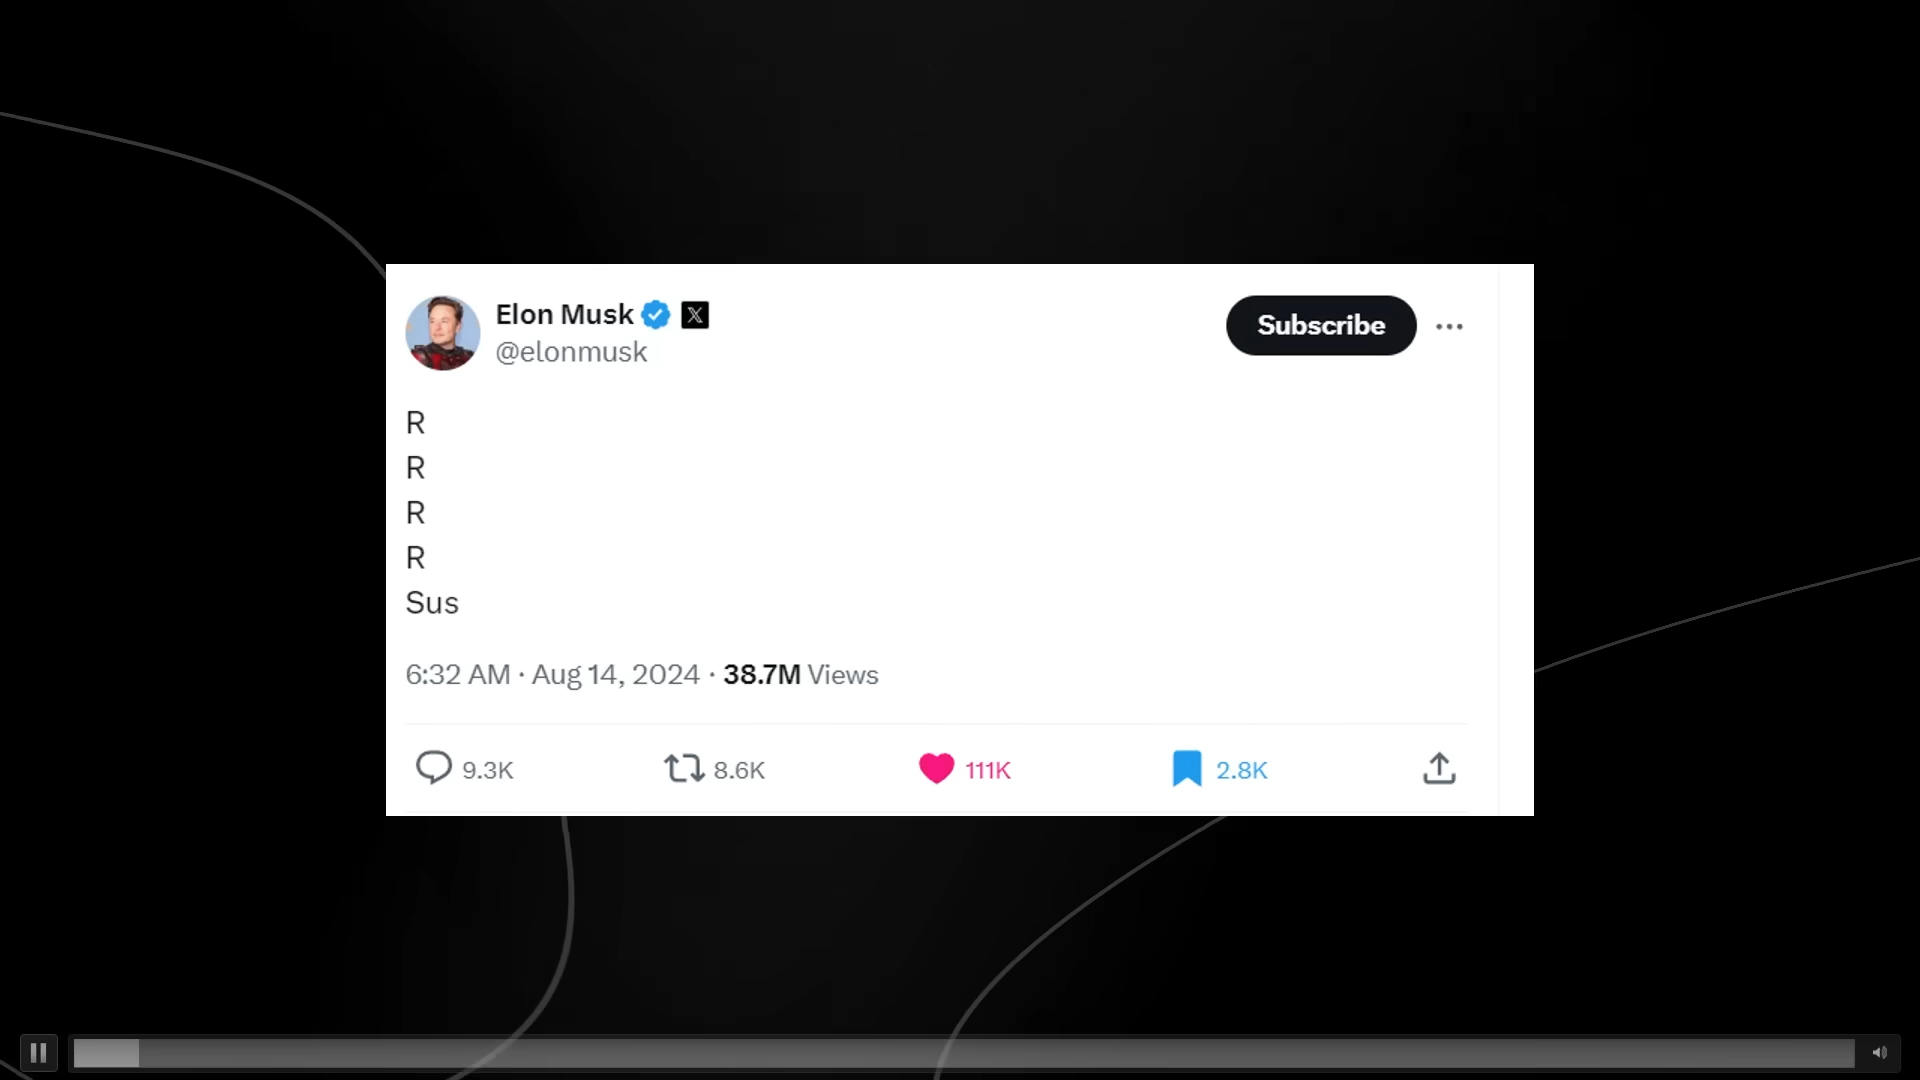 Elon Musk
@elonmusk
Subscribe
R
R
R
R
Sus
6:32 AM · Aug 14, 2024 · 38.7M Views
9.3K 8.6K 111K 2.8K